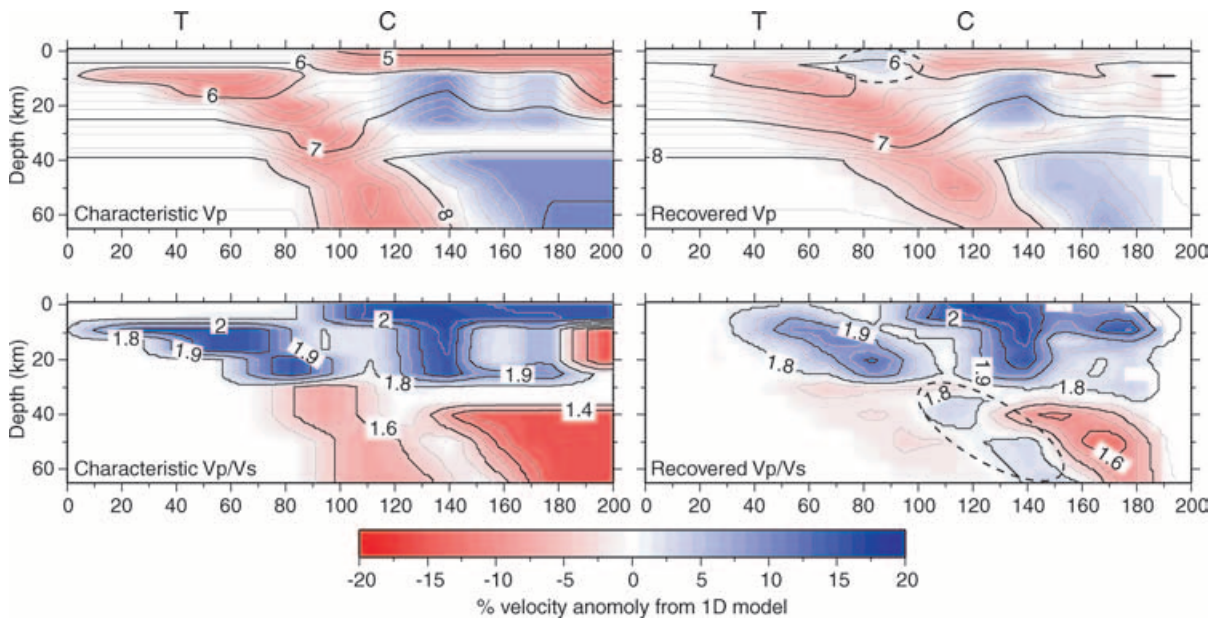 T C T C
0
20
40
60
Depth (km)
6 5 6 7 8
Characteristic Vp
0 20 40 60 80 100 120 140 160 180 200
6 7 8
Recovered Vp
0 20 40 60 80 100 120 140 160 180 200
0
20
40
60
Depth (km)
1.8 1.9 2 1.9 2 1.8 1.9 1.6 1.4
Characteristic Vp/Vs
0 20 40 60 80 100 120 140 160 180 200
1.8 1.9 2 1.9 1.8 1.8 1.6
Recovered Vp/Vs
0 20 40 60 80 100 120 140 160 180 200
-20 -15 -10 -5 0 5 10 15 20
% velocity anomoly from 1D model